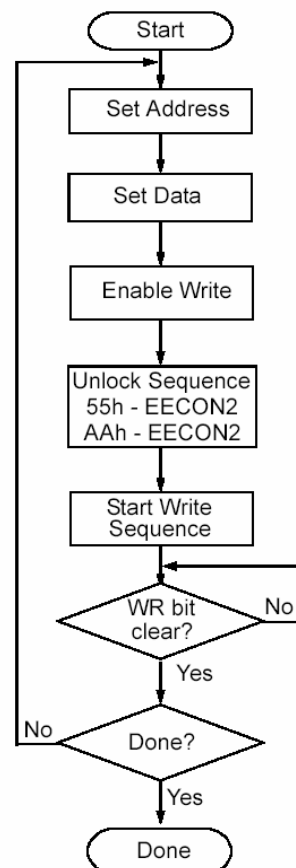 Start
Set Address
Set Data
Enable Write
Unlock Sequence
55h - EECON2
AAh - EECON2
Start Write
Sequence
WR bit
clear?
No
Yes
No
Done?
Yes
Done